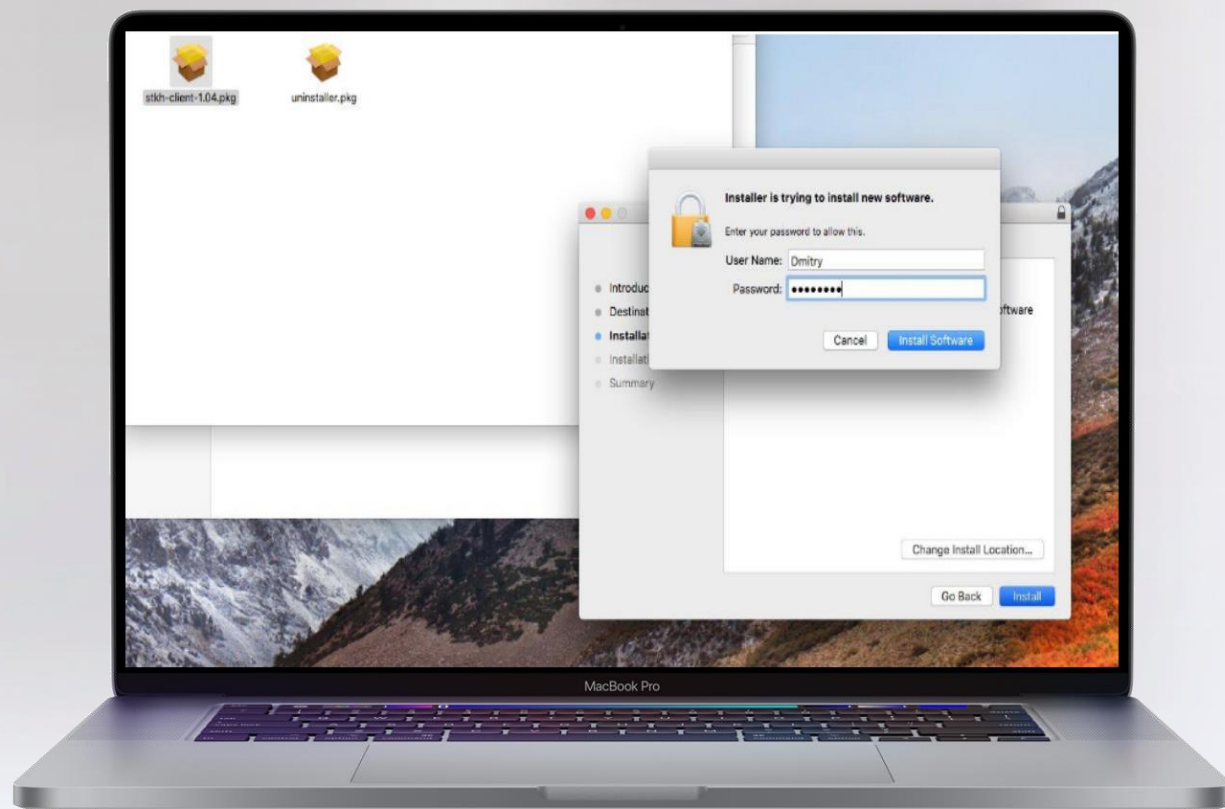 stkh-client-1.04.pkg
uninstaller.pkg
Installer is trying to install new software.
Enter your password to allow this.
User Name: Dmitry
Password:
Introduc
Destinat
Installat
Installati
Summary
ftware
Cancel
Install Software
Change Install Location...
Go Back
Install
MacBook Pro